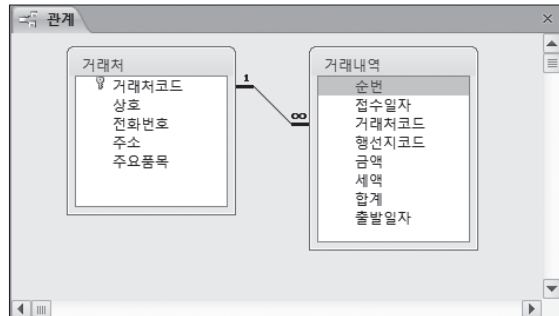 관계
거래처
거래처코드
상호
전화번호
주소
주요품목
1
∞
거래내역
순번
접수일자
거래처코드
행선지코드
금액
세액
합계
출발일자